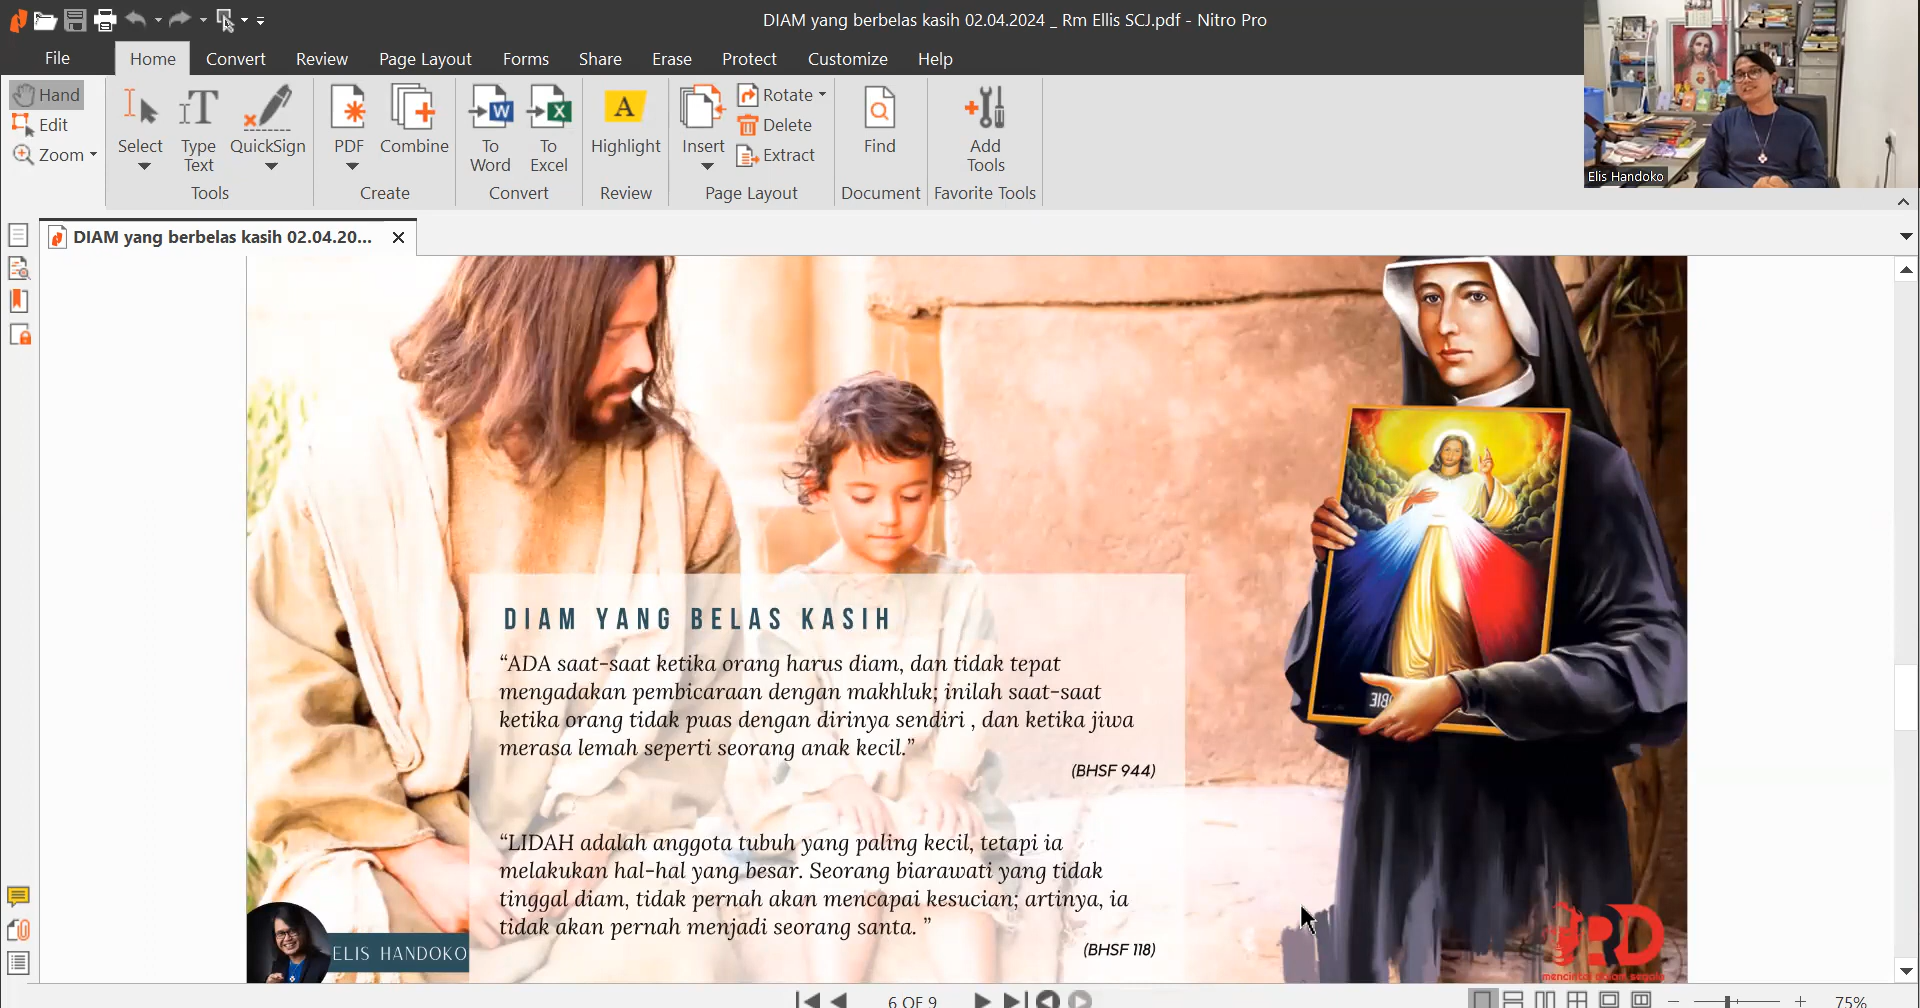 DIAM yang berbelas kasih 02.04.2024 _ Rm Ellis SCJ.pdf - Nitro Pro
File Home Convert Review Page Layout Forms Share Erase Protect Customize Help
Hand
Edit
Zoom
Select
Type Text
QuickSign
Tools
PDF
Combine
Create
To Word
To Excel
Convert
A
Highlight
Review
Insert
Rotate
Delete
Extract
Page Layout
Find
Document
Add Tools
Favorite Tools
Elis Handoko
DIAM yang berbelas kasih 02.04.20...
DIAM YANG BELAS KASIH
“ADA saat-saat ketika orang harus diam, dan tidak tepat
mengadakan pembicaraan dengan makhluk; inilah saat-saat
ketika orang tidak puas dengan dirinya sendiri , dan ketika jiwa
merasa lemah seperti seorang anak kecil.”
(BHSF 944)
“LIDAH adalah anggota tubuh yang paling kecil, tetapi ia
melakukan hal-hal yang besar. Seorang biarawati yang tidak
tinggal diam, tidak pernah akan mencapai kesucian; artinya, ia
tidak akan pernah menjadi seorang santa. ”
(BHSF 118)
ELIS HANDOKO
RD
mencintai dalam segala
6 OF 9
75%